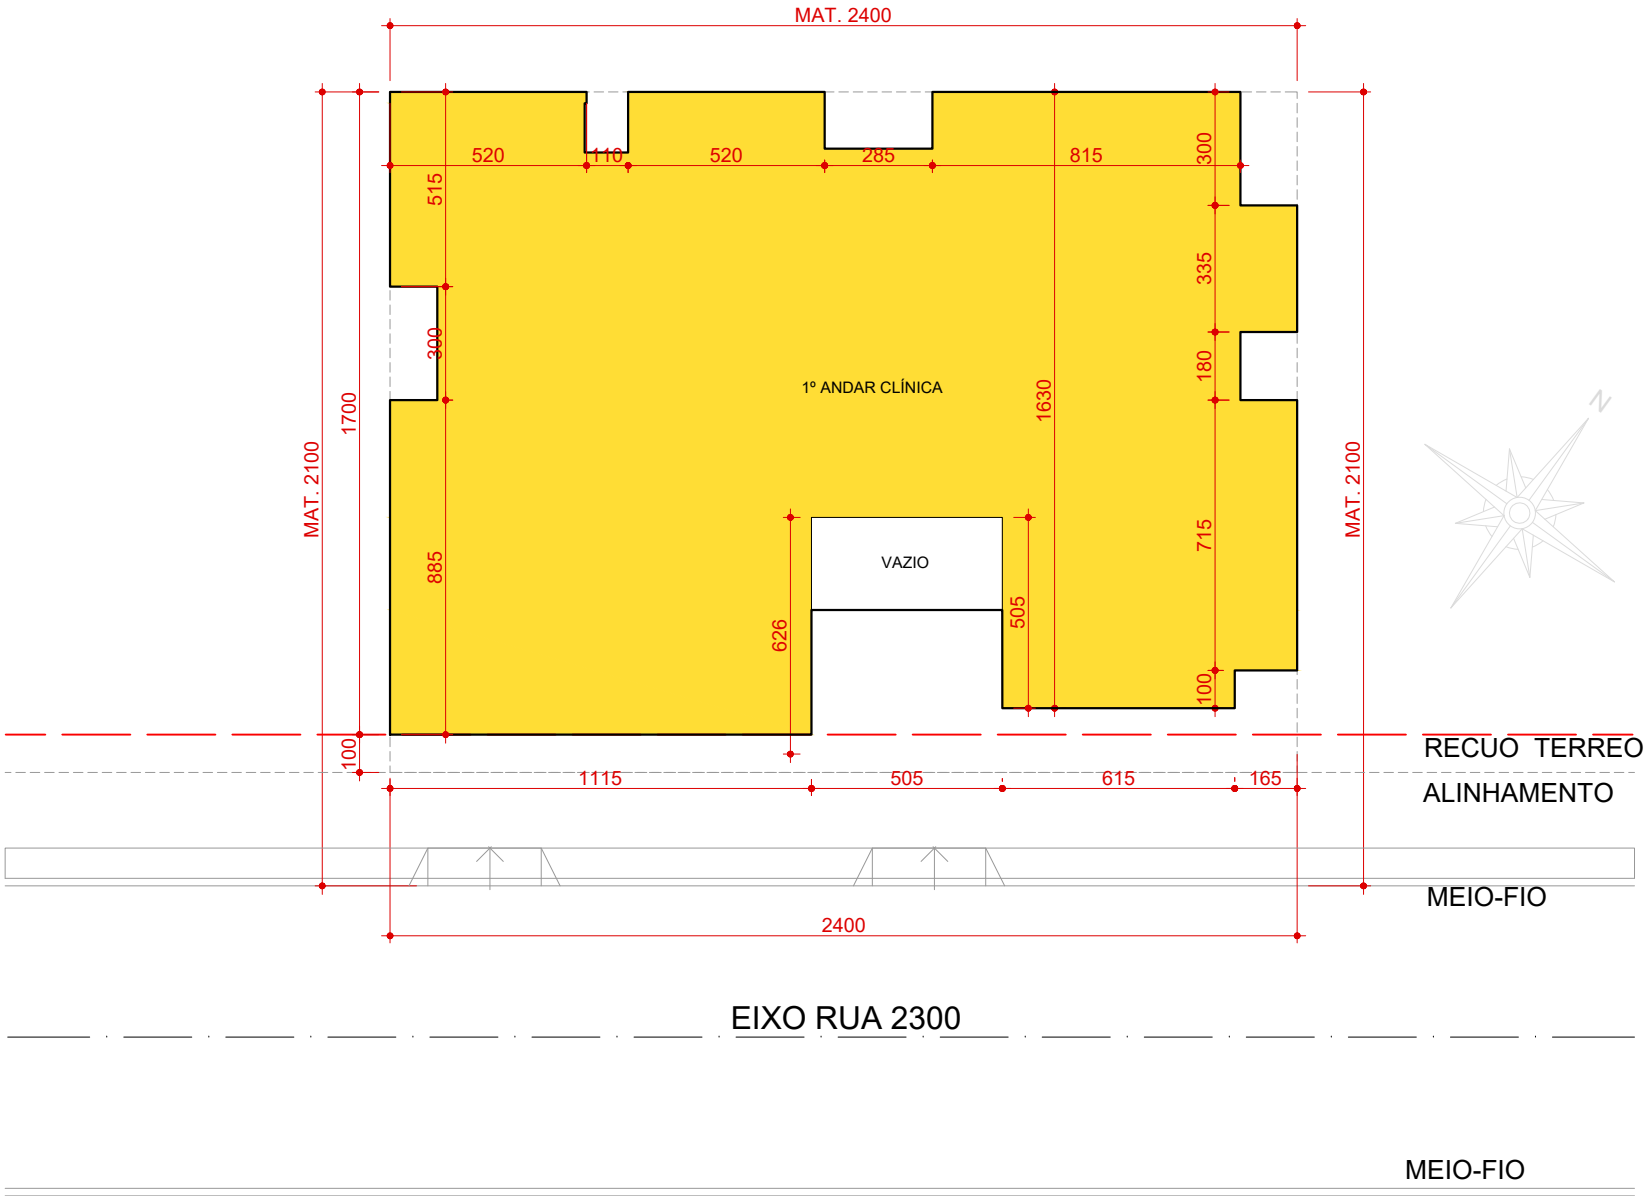 MAT. 2400
520
110
520
285
815
515
300
885
1700
100
MAT. 2100
1630
300
335
180
715
100
MAT. 2100
N
1º ANDAR CLÍNICA
VAZIO
626
505
RECUO TERREO
1115
505
615
165
ALINHAMENTO
MEIO-FIO
2400
EIXO RUA 2300
MEIO-FIO